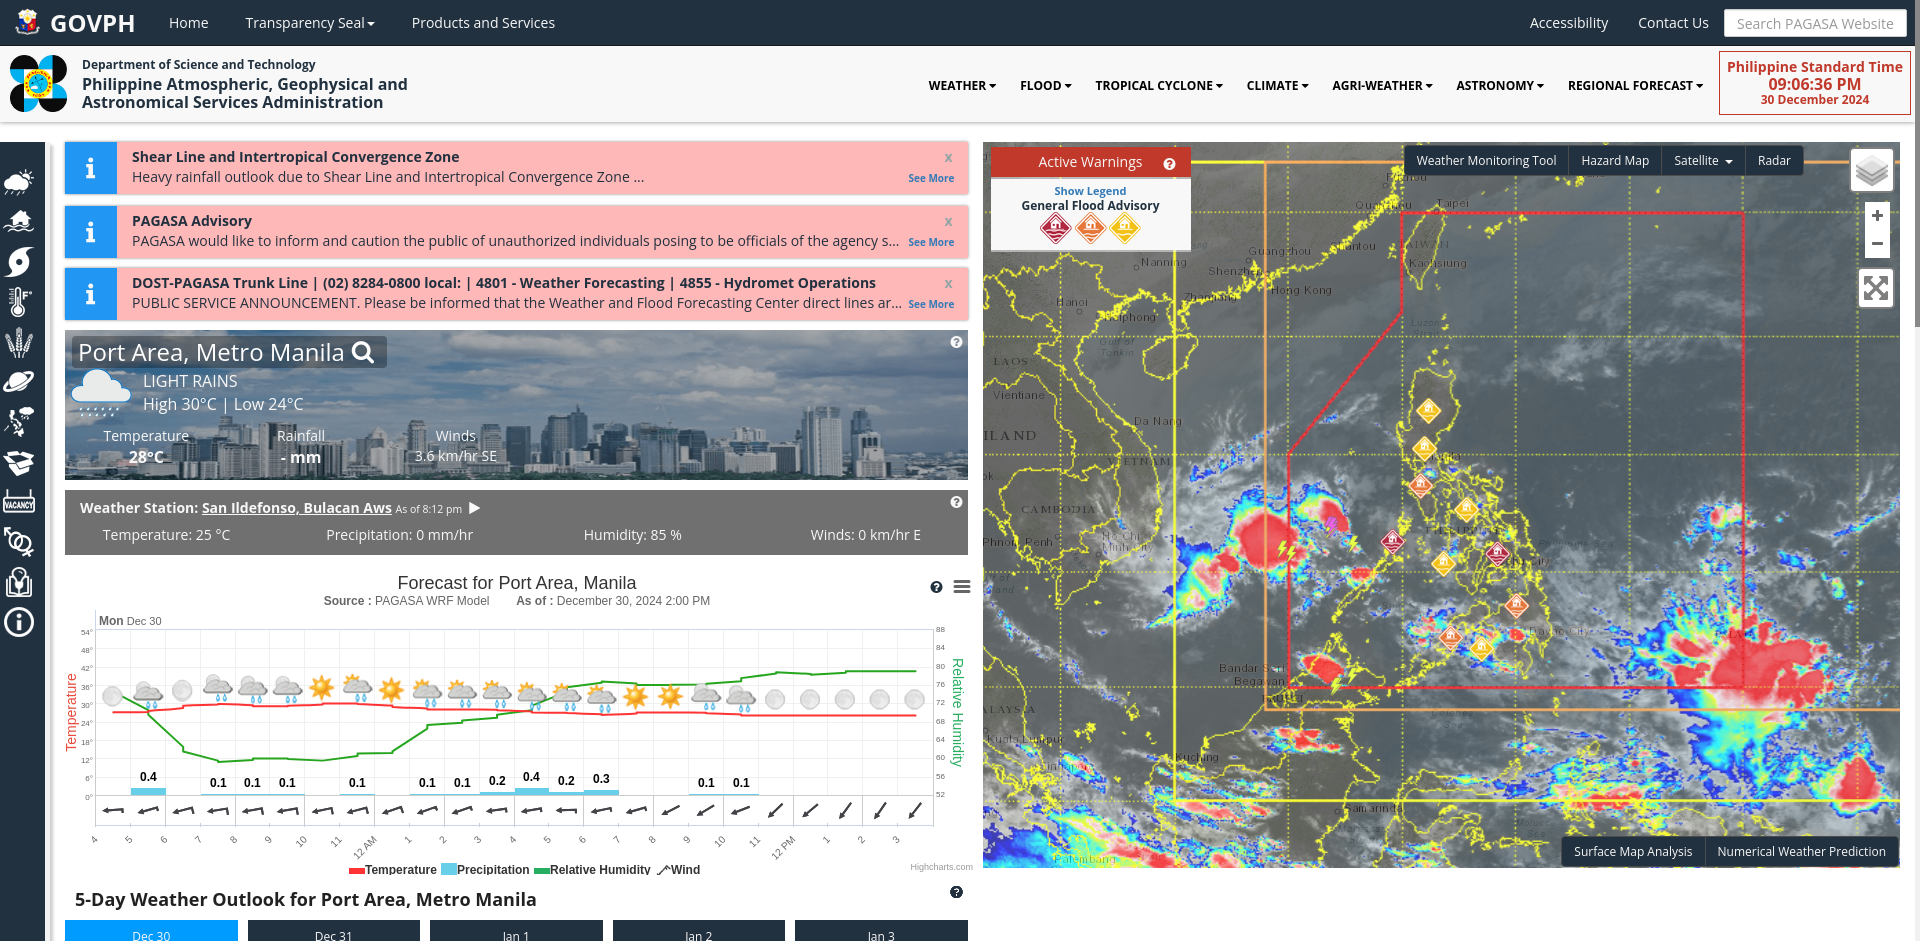 GOVPH
Home
Transparency Seal
Products and Services
Accessibility
Contact Us
Search PAGASA Website
Department of Science and Technology
Philippine Atmospheric, Geophysical and
Astronomical Services Administration
WEATHER
FLOOD
TROPICAL CYCLONE
CLIMATE
AGRI-WEATHER
ASTRONOMY
REGIONAL FORECAST
Philippine Standard Time
09:06:36 PM
30 December 2024
Shear Line and Intertropical Convergence Zone
x
Heavy rainfall outlook due to Shear Line and Intertropical Convergence Zone ...
See More
PAGASA Advisory
x
PAGASA would like to inform and caution the public of unauthorized individuals posing to be officials of the agency s...
See More
DOST-PAGASA Trunk Line | (02) 8284-0800 local: | 4801 - Weather Forecasting | 4855 - Hydromet Operations
x
PUBLIC SERVICE ANNOUNCEMENT. Please be informed that the Weather and Flood Forecasting Center direct lines ar...
See More
VACANCY
Port Area, Metro Manila
LIGHT RAINS
High 30°C | Low 24°C
Temperature
Rainfall
Winds
28°C
- mm
3.6 km/hr SE
Weather Station: San Ildefonso, Bulacan Aws As of 8:12 pm
Temperature: 25 °C
Precipitation: 0 mm/hr
Humidity: 85 %
Winds: 0 km/hr E
Forecast for Port Area, Manila
Source : PAGASA WRF Model As of : December 30, 2024 2:00 PM
Mon Dec 30
Temperature
54°
48°
42°
36°
30°
24°
18°
12°
6°
0°
88
84
80
76
72
68
64
60
56
52
Relative Humidity
0.4 0.1 0.1 0.1 0.1 0.1 0.1 0.2 0.4 0.2 0.3 0.1 0.1
4 5 6 7 8 9 10 11 12 AM 1 2 3 4 5 6 7 8 9 10 11 12 PM 1 2 3
Temperature Precipitation Relative Humidity Wind
Highcharts.com
5-Day Weather Outlook for Port Area, Metro Manila
Dec 30
Dec 31
Jan 1
Jan 2
Jan 3
Active Warnings
Show Legend
General Flood Advisory
Weather Monitoring Tool
Hazard Map
Satellite
Radar
+
−
Taipei
Guangzhou
Nanning
Shenzhen
Kaohsiung
Hong Kong
Hanoi
Luzon
Gulf of
Tonkin
LAOS
Vientiane
Da Nang
VIETNAM
CAMBODIA
Ho Chi
Minh City
Davao City
Bandar Seri
Begawan
Kuala Lumpur
Kuching
Samarinda
Palembang
Surface Map Analysis
Numerical Weather Prediction